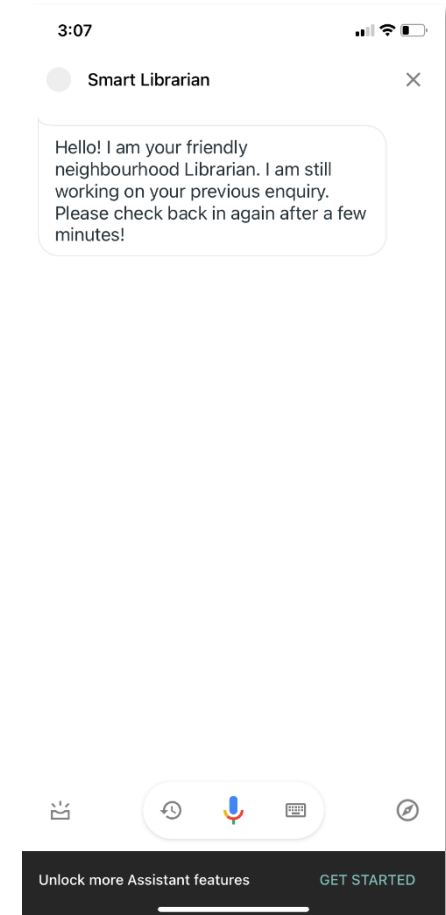 3:07
Smart Librarian
Hello! I am your friendly
neighbourhood Librarian. I am still
working on your previous enquiry.
Please check back in again after a few
minutes!
Unlock more Assistant features GET STARTED